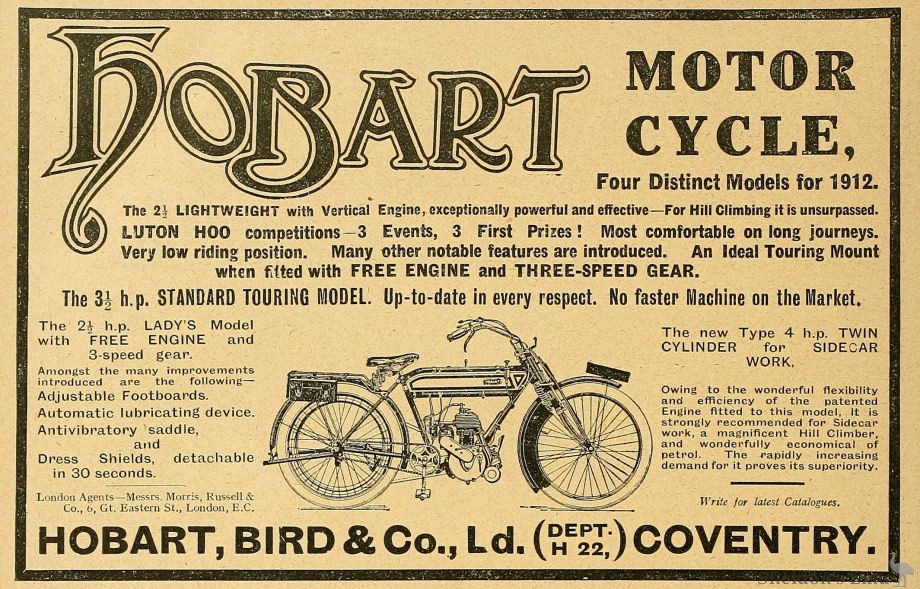 HOBART
MOTOR
CYCLE,
Four Distinct Models for 1912.
The 2½ LIGHTWEIGHT with Vertical Engine, exceptionally powerful and effective—For Hill Climbing it is unsurpassed.
LUTON HOO competitions—3 Events, 3 First Prizes! Most comfortable on long journeys.
Very low riding position. Many other notable features are introduced. An Ideal Touring Mount
when fitted with FREE ENGINE and THREE-SPEED GEAR.
The 3½ h.p. STANDARD TOURING MODEL. Up-to-date in every respect. No faster Machine on the Market.
The 2½ h.p. LADY'S Model
with FREE ENGINE and
3-speed gear.
Amongst the many improvements
introduced are the following—
Adjustable Footboards.
Automatic lubricating device.
Antivibratory saddle,
and
Dress Shields, detachable
in 30 seconds.
London Agents—Messrs. Morris, Russell &
Co., 6, Gt. Eastern St., London, E.C.
The new Type 4 h.p. TWIN
CYLINDER for SIDECAR
WORK.
Owing to the wonderful flexibility
and efficiency of the patented
Engine fitted to this model, it is
strongly recommended for Sidecar
work, a magnificent Hill Climber,
and wonderfully economical of
petrol. The rapidly increasing
demand for it proves its superiority.
Write for latest Catalogues.
HOBART, BIRD & Co., Ld. (DEPT. H 22,) COVENTRY.